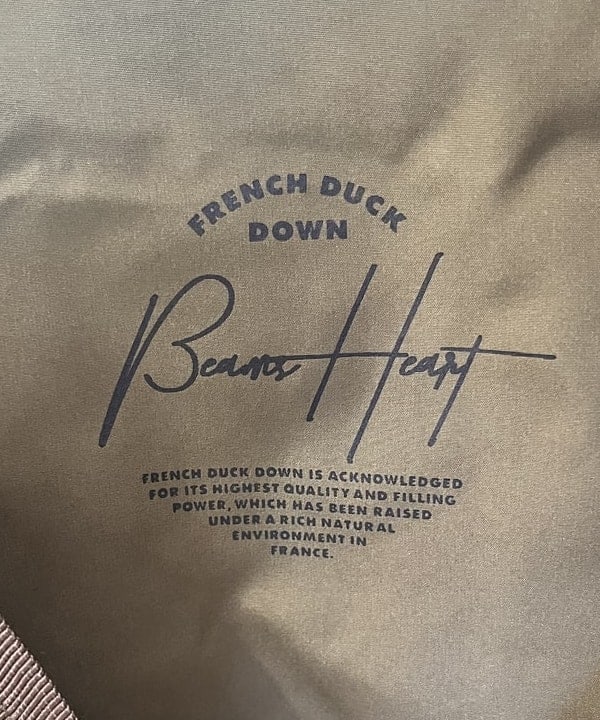 FRENCH DUCK
DOWN
Beams Heart
FRENCH DUCK DOWN IS ACKNOWLEDGED
FOR ITS HIGHEST QUALITY AND FILLING
POWER, WHICH HAS BEEN RAISED
UNDER A RICH NATURAL
ENVIRONMENT IN
FRANCE.